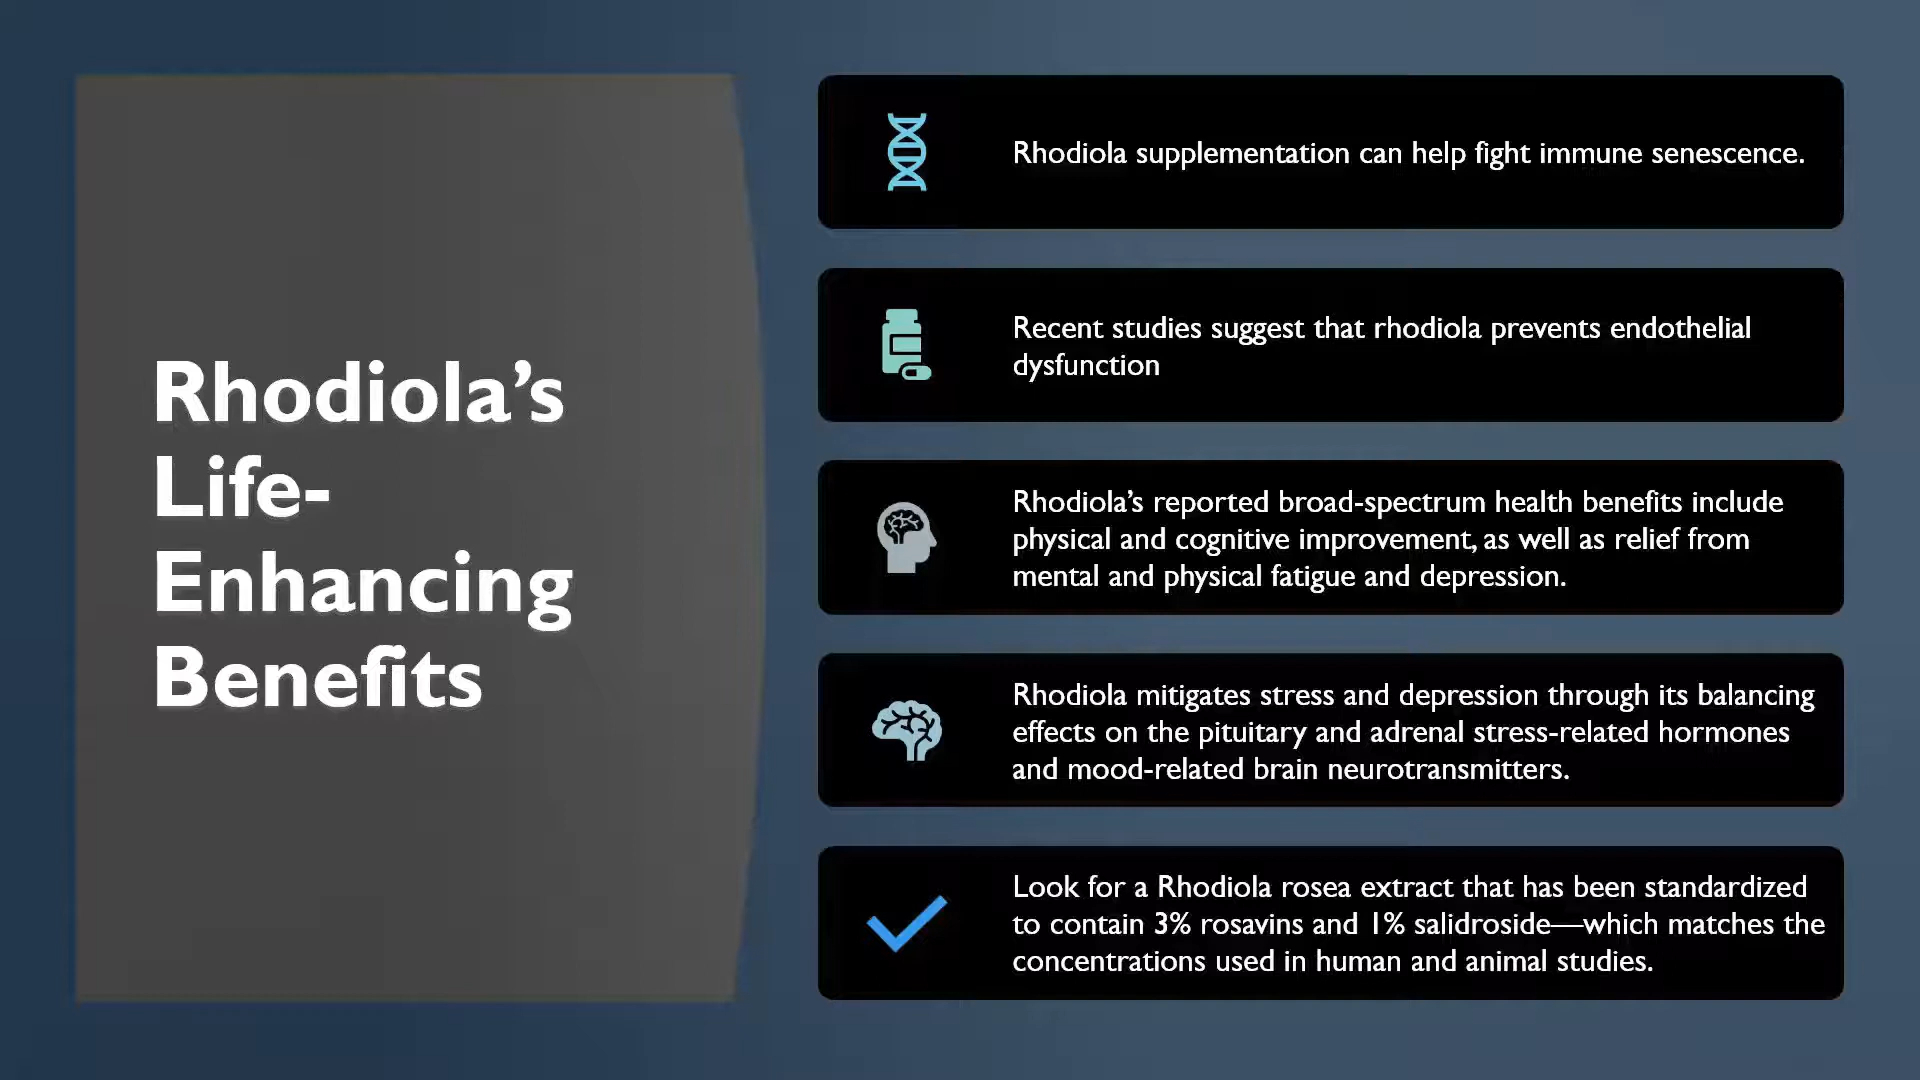 Rhodiola’s
Life-
Enhancing
Benefits
Rhodiola supplementation can help fight immune senescence.
Recent studies suggest that rhodiola prevents endothelial
dysfunction
Rhodiola’s reported broad-spectrum health benefits include
physical and cognitive improvement, as well as relief from
mental and physical fatigue and depression.
Rhodiola mitigates stress and depression through its balancing
effects on the pituitary and adrenal stress-related hormones
and mood-related brain neurotransmitters.
Look for a Rhodiola rosea extract that has been standardized
to contain 3% rosavins and 1% salidroside—which matches the
concentrations used in human and animal studies.